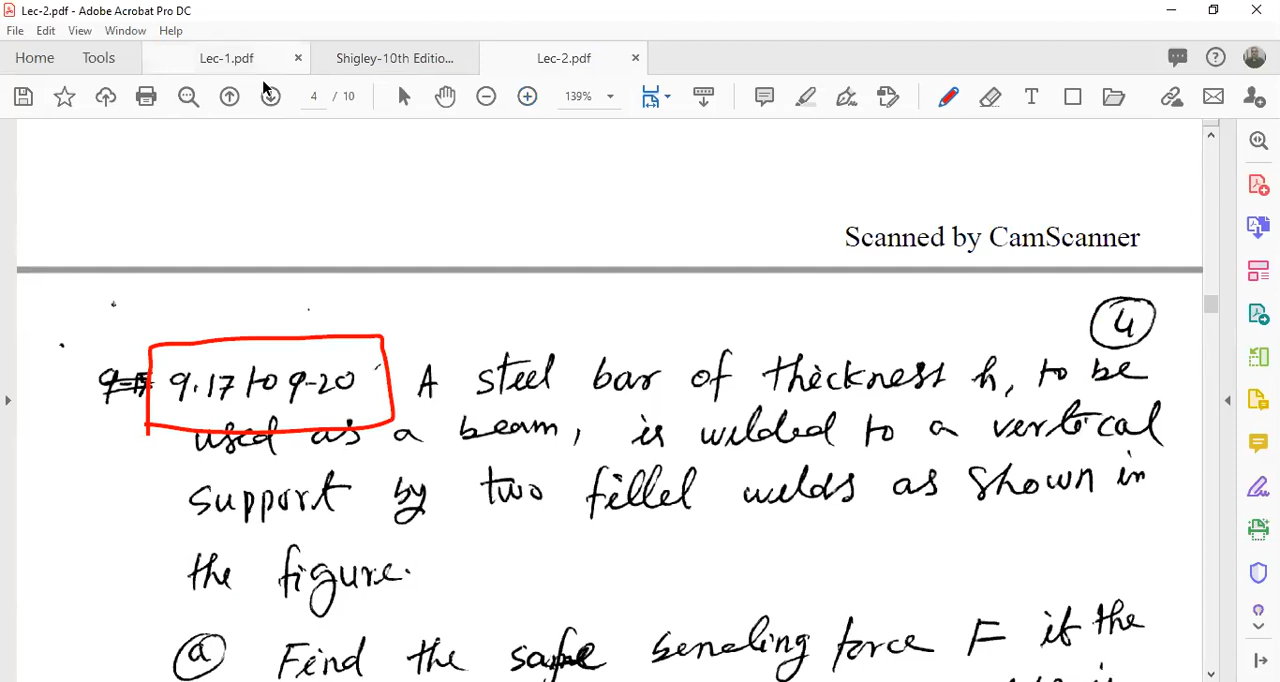 Lec-2.pdf - Adobe Acrobat Pro DC
File Edit View Window Help
Home Tools Lec-1.pdf × Shigley-10th Editio... Lec-2.pdf ×
4 / 10 139%
Scanned by CamScanner
4
9.17 to 9-20 A steel bar of thickness h, to be
used as a beam, is wilded to a vertical
support by two fillel welds as shown in
the figure.
a Find the safe bending force F if the